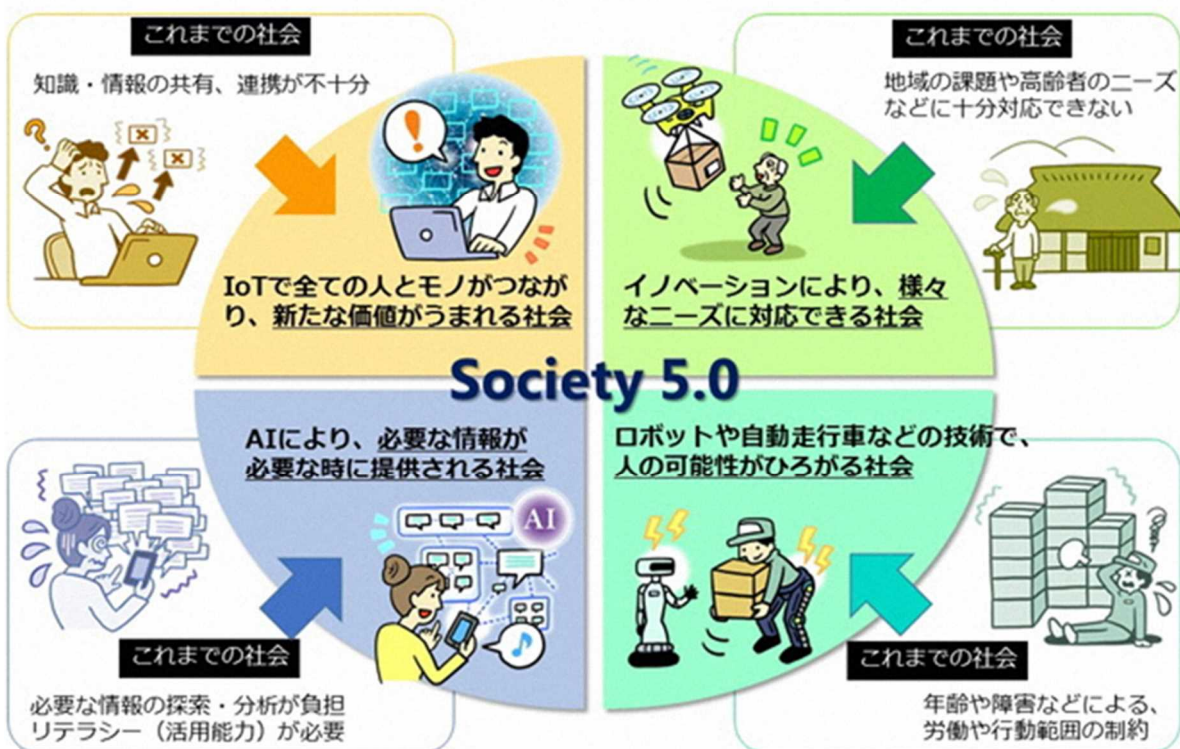 これまでの社会
知識・情報の共有、連携が不十分
IoTで全ての人とモノがつなが
り、新たな価値がうまれる社会
これまでの社会
地域の課題や高齢者のニーズ
などに十分対応できない
イノベーションにより、様々
なニーズに対応できる社会
Society 5.0
AIにより、必要な情報が
必要な時に提供される社会
AI
これまでの社会
必要な情報の探索・分析が負担
リテラシー（活用能力）が必要
ロボットや自動走行車などの技術で、
人の可能性がひろがる社会
これまでの社会
年齢や障害などによる、
労働や行動範囲の制約